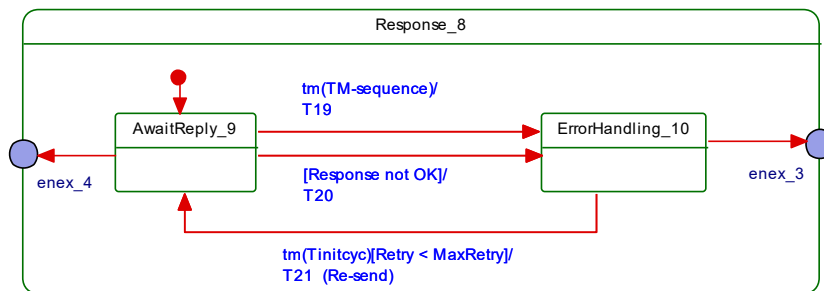 Response_8
tm(TM-sequence)/
T19
AwaitReply_9
ErrorHandling_10
enex_4
[Response not OK]/
T20
enex_3
tm(Tinitcyc)[Retry < MaxRetry]/
T21 (Re-send)